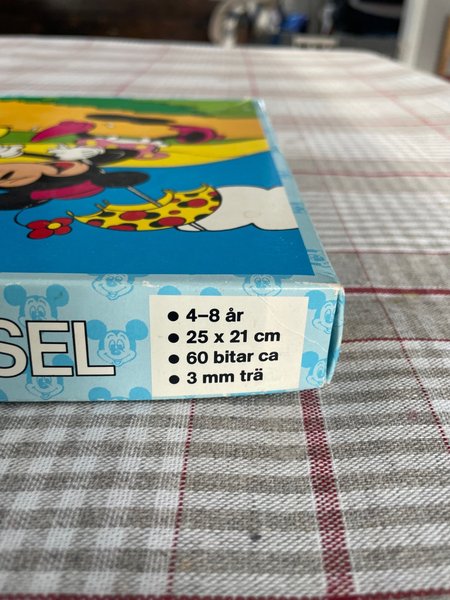 SEL
• 4–8 år
• 25 x 21 cm
• 60 bitar ca
• 3 mm trä